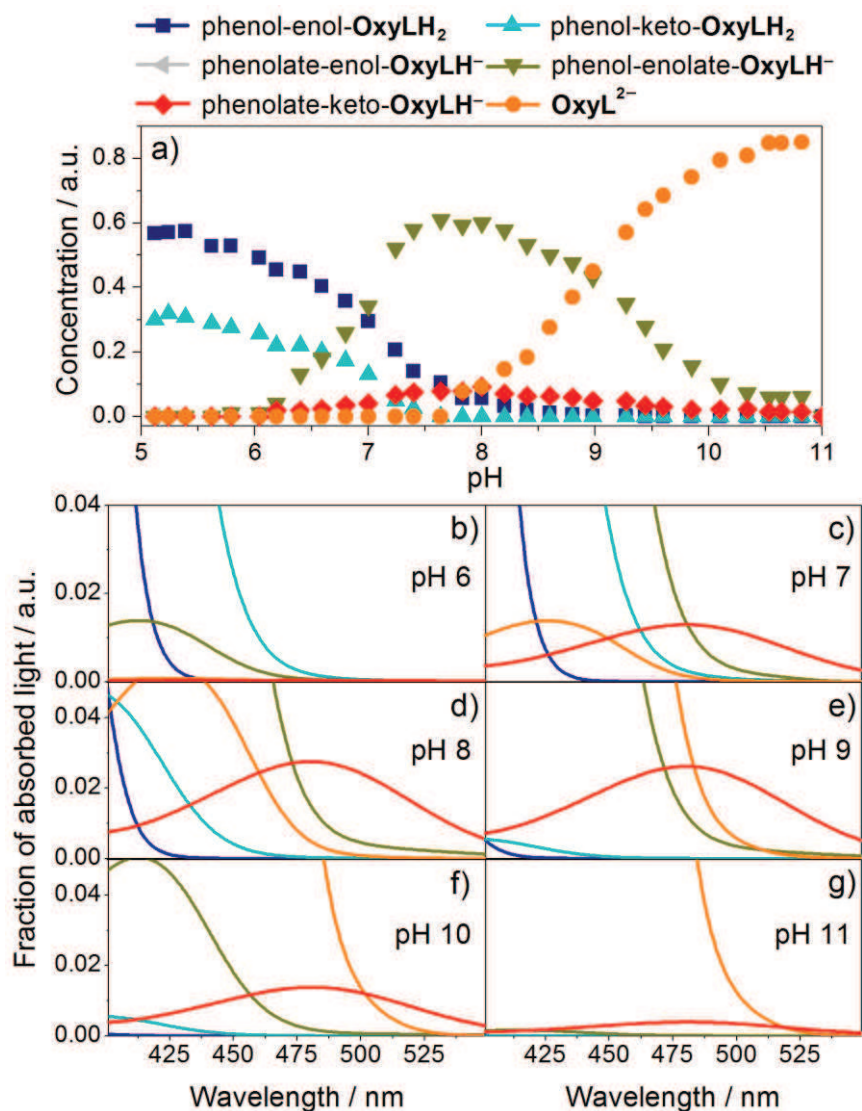 phenol-enol-OxyLH₂ phenol-keto-OxyLH₂
phenolate-enol-OxyLH⁻ phenol-enolate-OxyLH⁻
phenolate-keto-OxyLH⁻ OxyL²⁻
a)
Concentration / a.u.
0.8
0.6
0.4
0.2
0.0
5 6 7 8 9 10 11
pH
Fraction of absorbed light / a.u.
0.04
0.02
0.00
b)
pH 6
c)
pH 7
0.04
0.02
0.00
d)
pH 8
e)
pH 9
0.04
0.02
0.00
f)
pH 10
g)
pH 11
425 450 475 500 525
425 450 475 500 525
Wavelength / nm Wavelength / nm